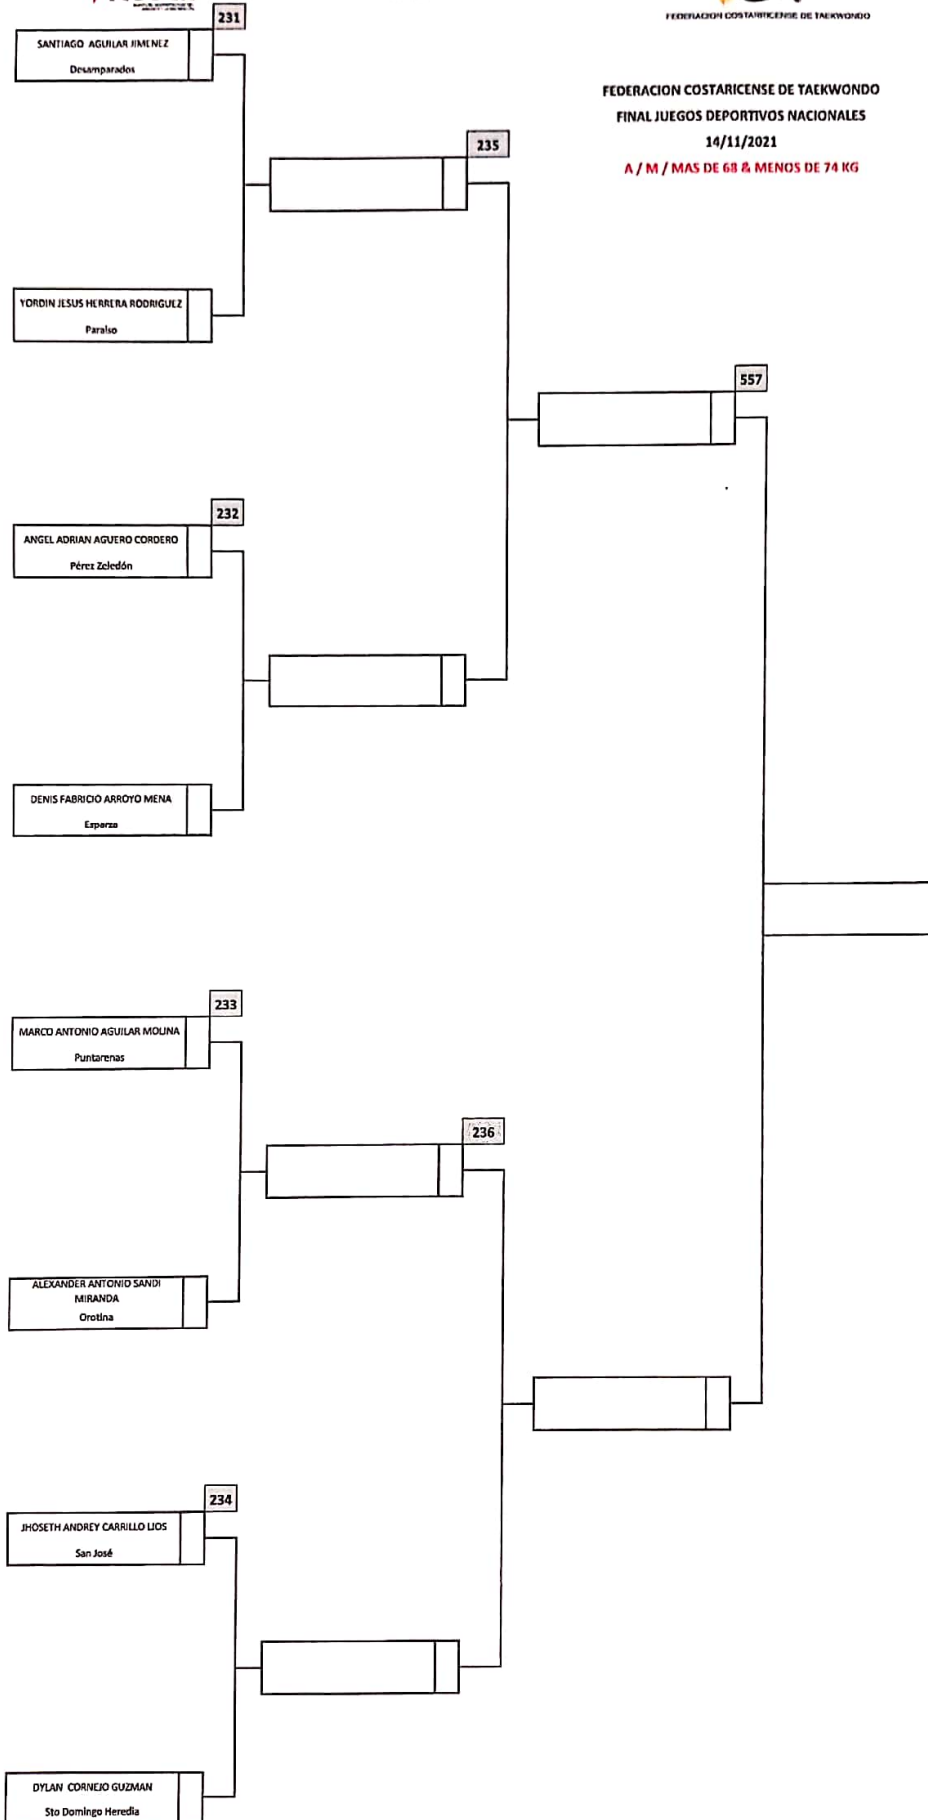 FEDERACION COSTARRICENSE DE TAEKWONDO
FEDERACION COSTARICENSE DE TAEKWONDO
FINAL JUEGOS DEPORTIVOS NACIONALES
14/11/2021
A / M / MAS DE 68 & MENOS DE 74 KG
231
SANTIAGO AGUILAR JIMENEZ
Desamparados
235
YORDIN JESUS HERRERA RODRIGUEZ
Paraíso
557
232
ANGEL ADRIAN AGUERO CORDERO
Pérez Zeledón
DENIS FABRICIO ARROYO MENA
Esparza
233
MARCO ANTONIO AGUILAR MOLINA
Puntarenas
236
ALEXANDER ANTONIO SANDI
MIRANDA
Orotina
234
JHOSETH ANDREY CARRILLO LIOS
San José
DYLAN CORNEJO GUZMAN
Sto Domingo Heredia